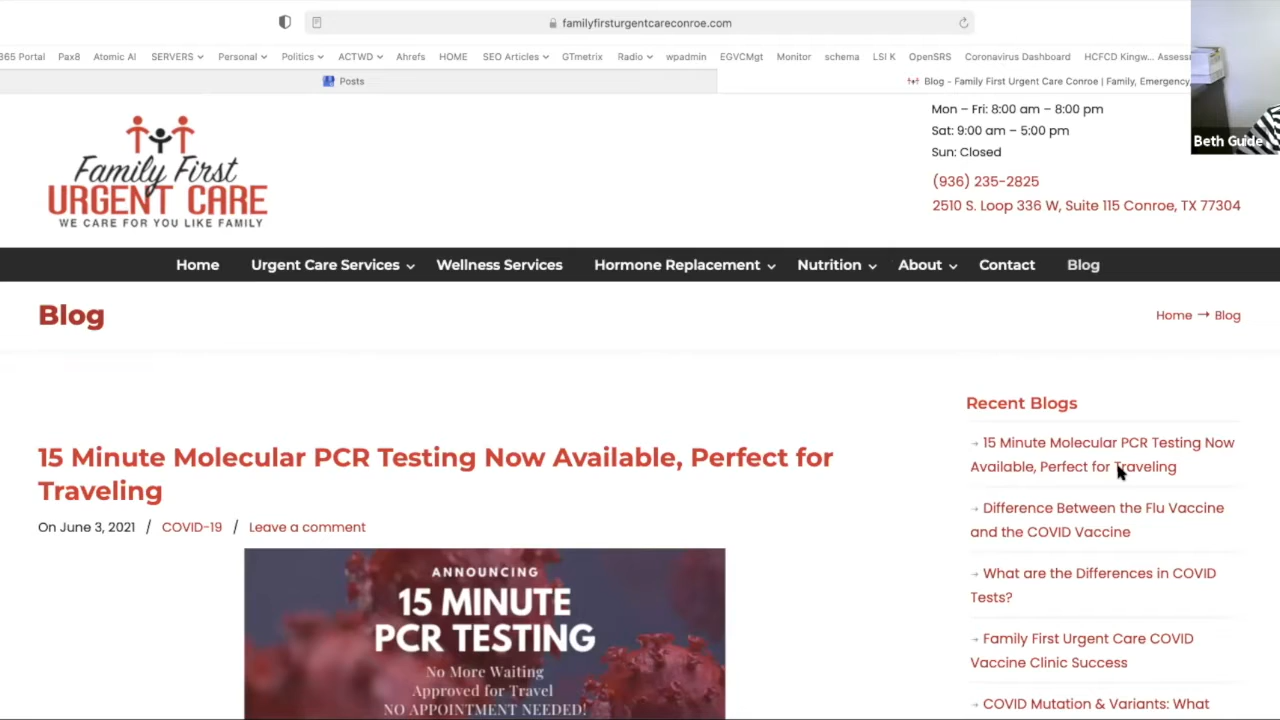 familyfirsturgentcareconroe.com
365 Portal Pax8 Atomic AI SERVERS Personal Politics ACTWD Ahrefs HOME SEO Articles GTmetrix Radio wpadmin EGVCMgt Monitor schema LSI K OpenSRS Coronavirus Dashboard HCFCD Kingw... Assess
Posts
Blog - Family First Urgent Care Conroe | Family, Emergency,
Beth Guide
Family First
URGENT CARE
WE CARE FOR YOU LIKE FAMILY
Mon – Fri: 8:00 am – 8:00 pm
Sat: 9:00 am – 5:00 pm
Sun: Closed
(936) 235-2825
2510 S. Loop 336 W, Suite 115 Conroe, TX 77304
Home Urgent Care Services Wellness Services Hormone Replacement Nutrition About Contact Blog
Blog
Home → Blog
15 Minute Molecular PCR Testing Now Available, Perfect for
Traveling
On June 3, 2021 / COVID-19 / Leave a comment
ANNOUNCING
15 MINUTE
PCR TESTING
No More Waiting
Approved for Travel
NO APPOINTMENT NEEDED!
Recent Blogs
→ 15 Minute Molecular PCR Testing Now
Available, Perfect for Traveling
→ Difference Between the Flu Vaccine
and the COVID Vaccine
→ What are the Differences in COVID
Tests?
→ Family First Urgent Care COVID
Vaccine Clinic Success
→ COVID Mutation & Variants: What